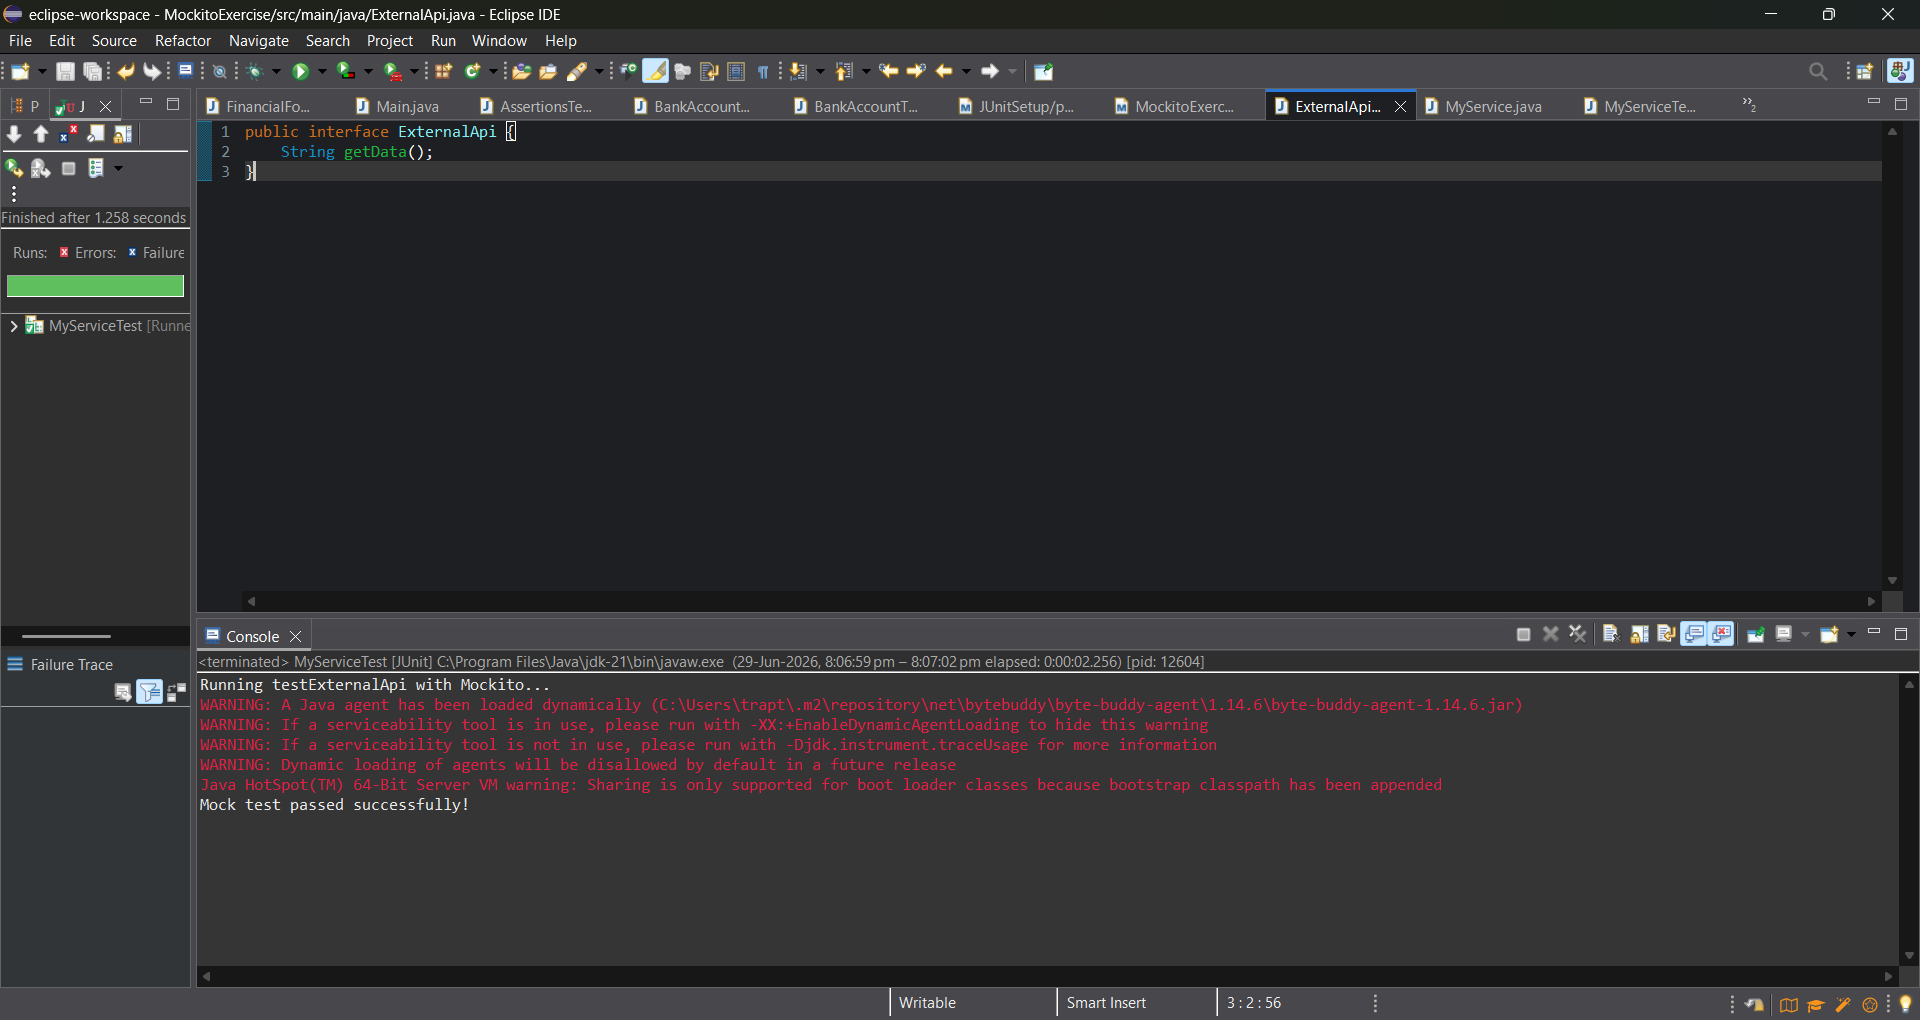 eclipse-workspace - MockitoExercise/src/main/java/ExternalApi.java - Eclipse IDE
File Edit Source Refactor Navigate Search Project Run Window Help
P J
FinancialFo... Main.java AssertionsTe... BankAccount... BankAccountT... JUnitSetup/p... MockitoExerc... ExternalApi... MyService.java MyServiceTe... »2
1 public interface ExternalApi {
2 String getData();
3 }
Finished after 1.258 seconds
Runs: Errors: Failure
MyServiceTest [Runne
Console
Failure Trace
<terminated> MyServiceTest [JUnit] C:\Program Files\Java\jdk-21\bin\javaw.exe (29-Jun-2026, 8:06:59 pm – 8:07:02 pm elapsed: 0:00:02.256) [pid: 12604]
Running testExternalApi with Mockito...
WARNING: A Java agent has been loaded dynamically (C:\Users\trapt\.m2\repository\net\bytebuddy\byte-buddy-agent\1.14.6\byte-buddy-agent-1.14.6.jar)
WARNING: If a serviceability tool is in use, please run with -XX:+EnableDynamicAgentLoading to hide this warning
WARNING: If a serviceability tool is not in use, please run with -Djdk.instrument.traceUsage for more information
WARNING: Dynamic loading of agents will be disallowed by default in a future release
Java HotSpot(TM) 64-Bit Server VM warning: Sharing is only supported for boot loader classes because bootstrap classpath has been appended
Mock test passed successfully!
Writable Smart Insert 3 : 2 : 56